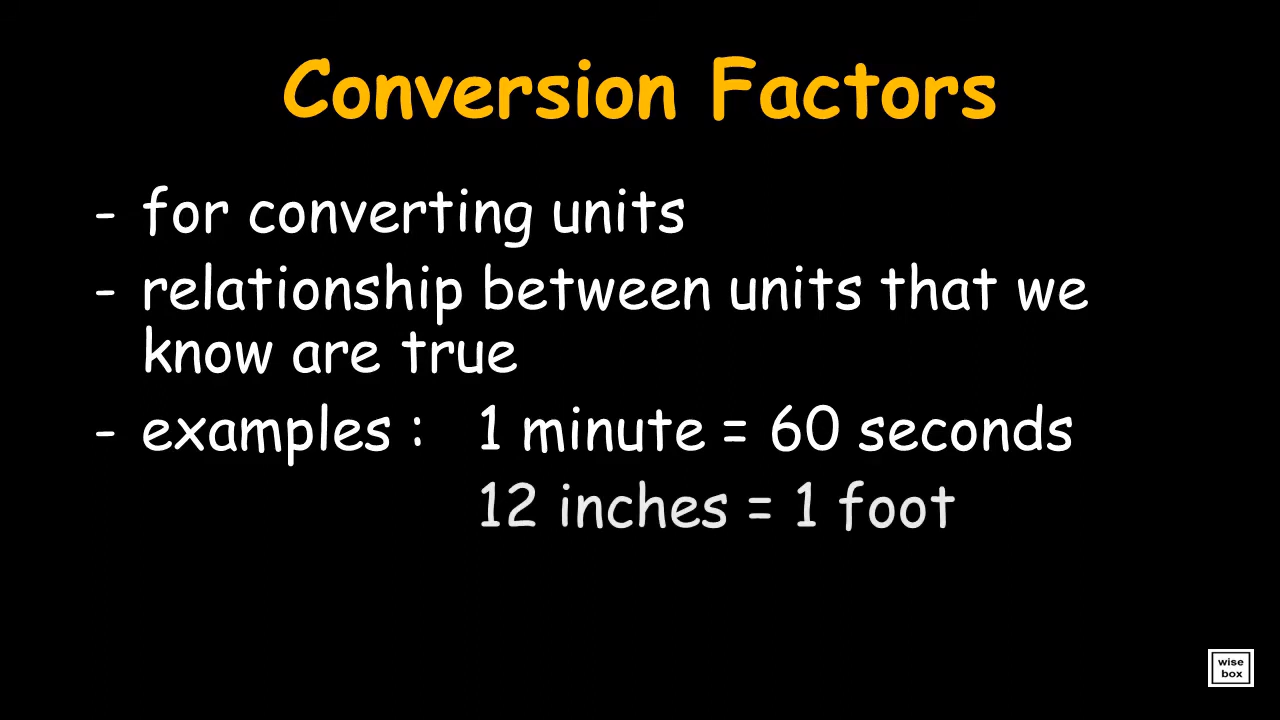 Conversion Factors
- for converting units
- relationship between units that we
know are true
- examples : 1 minute = 60 seconds
12 inches = 1 foot
wise
box